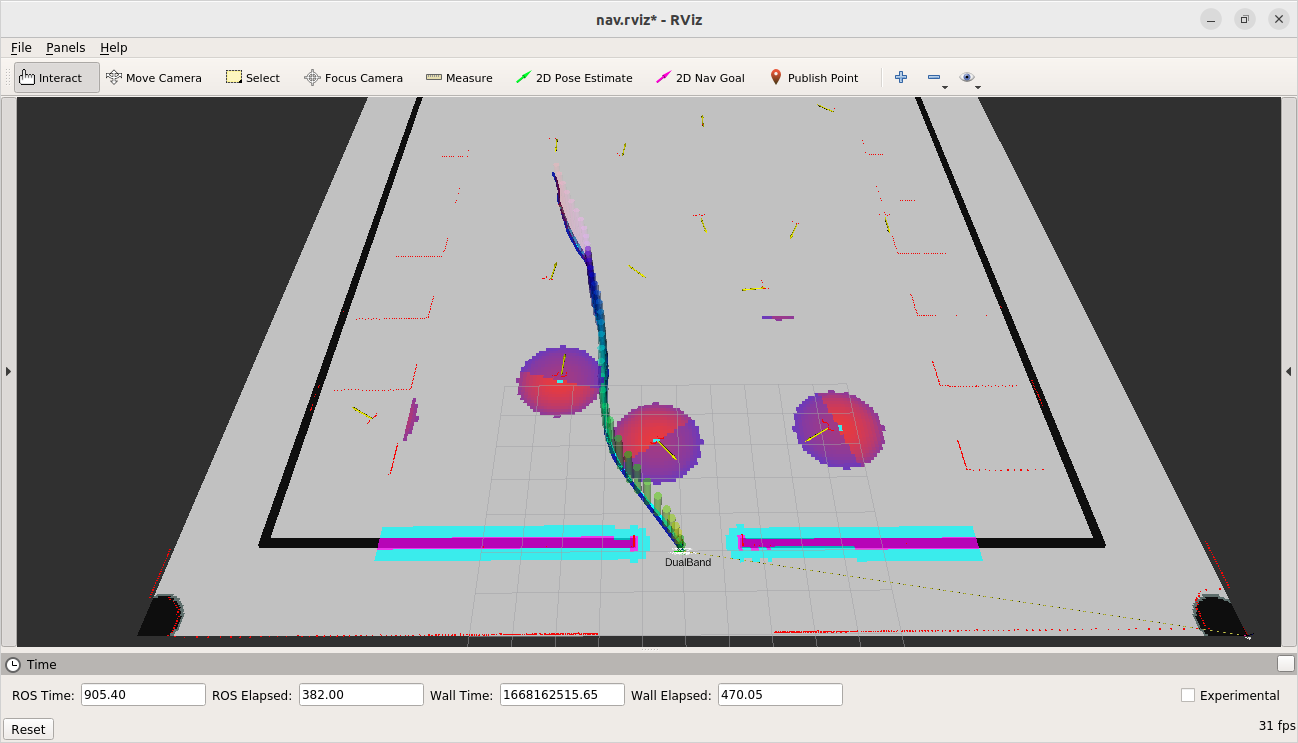 nav.rviz* - RViz
File Panels Help
Interact Move Camera Select Focus Camera Measure 2D Pose Estimate 2D Nav Goal Publish Point
DualBand
Time
ROS Time: 905.40 ROS Elapsed: 382.00 Wall Time: 1668162515.65 Wall Elapsed: 470.05 Experimental
Reset 31 fps